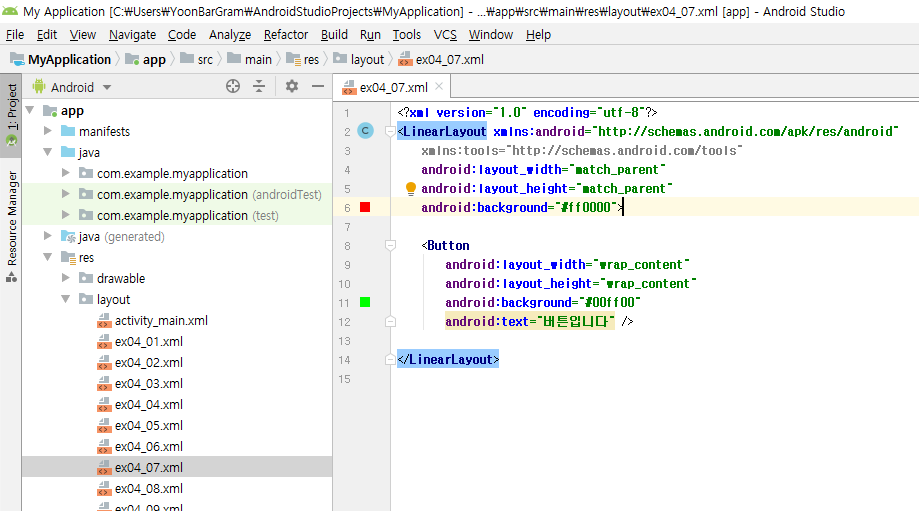 My Application [C:₩Users₩YoonBarGram₩AndroidStudioProjects₩MyApplication] - ...₩app₩src₩main₩res₩layout₩ex04_07.xml [app] - Android Studio
File Edit View Navigate Code Analyze Refactor Build Run Tools VCS Window Help
MyApplication app src main res layout ex04_07.xml
1: Project
Resource Manager
Android
app
manifests
java
com.example.myapplication
com.example.myapplication (androidTest)
com.example.myapplication (test)
java (generated)
res
drawable
layout
activity_main.xml
ex04_01.xml
ex04_02.xml
ex04_03.xml
ex04_04.xml
ex04_05.xml
ex04_06.xml
ex04_07.xml
ex04_08.xml
ex04_09.xml
ex04_07.xml
1 <?xml version="1.0" encoding="utf-8"?>
2 C <LinearLayout xmlns:android="http://schemas.android.com/apk/res/android"
3 xmlns:tools="http://schemas.android.com/tools"
4 android:layout_width="match_parent"
5 android:layout_height="match_parent"
6 android:background="#ff0000">
7
8 <Button
9 android:layout_width="wrap_content"
10 android:layout_height="wrap_content"
11 android:background="#00ff00"
12 android:text="버튼입니다" />
13
14 </LinearLayout>
15